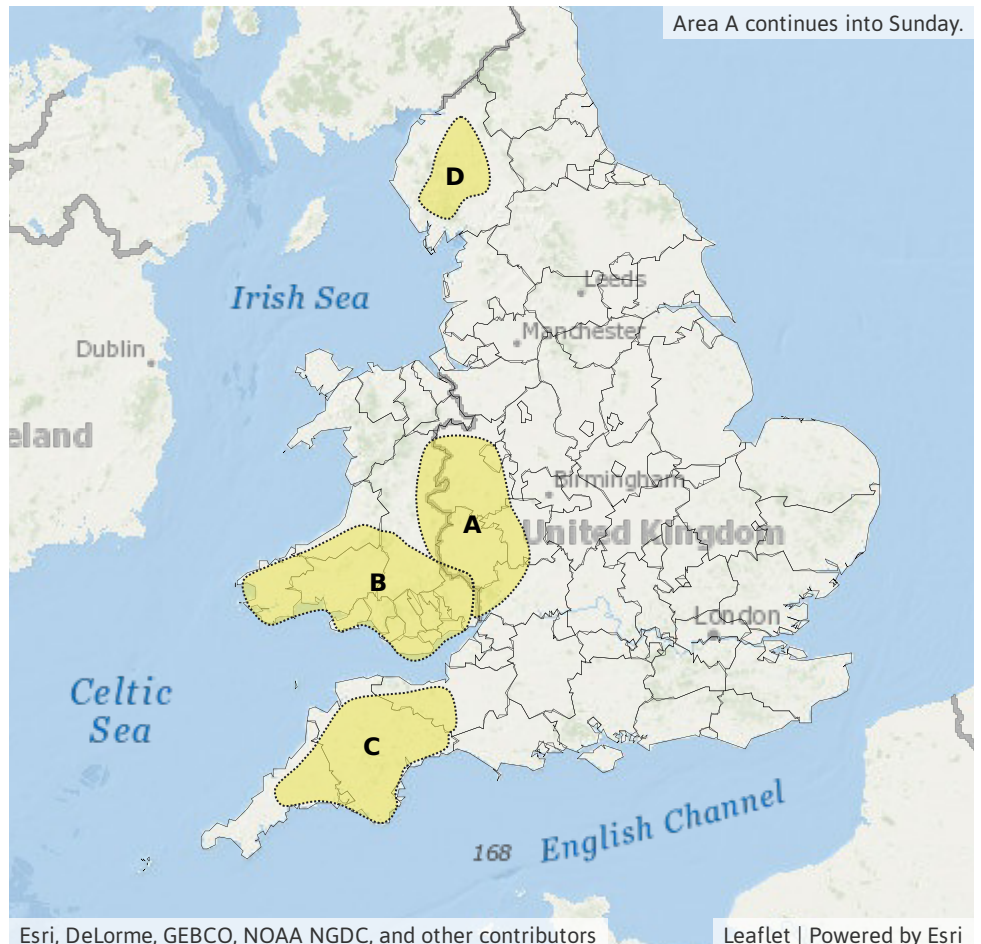 Area A continues into Sunday.
D
Leeds
Irish Sea
Manchester
Dublin
eland
Birmingham
A
United Kingdom
B
London
Celtic
Sea
C
English Channel
168
Esri, DeLorme, GEBCO, NOAA NGDC, and other contributors
Leaflet | Powered by Esri